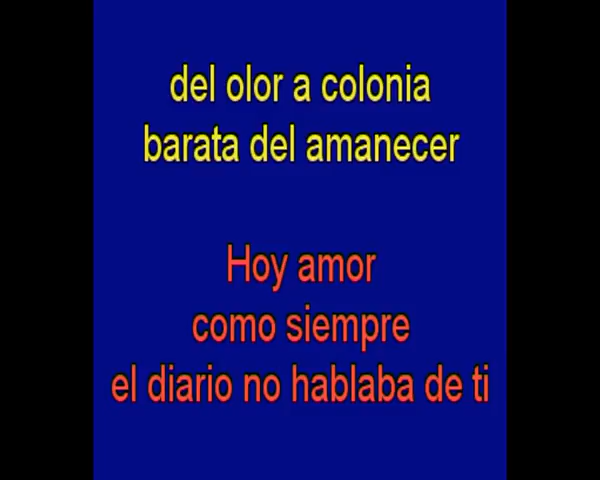 del olor a colonia
barata del amanecer
Hoy amor
como siempre
el diario no hablaba de ti